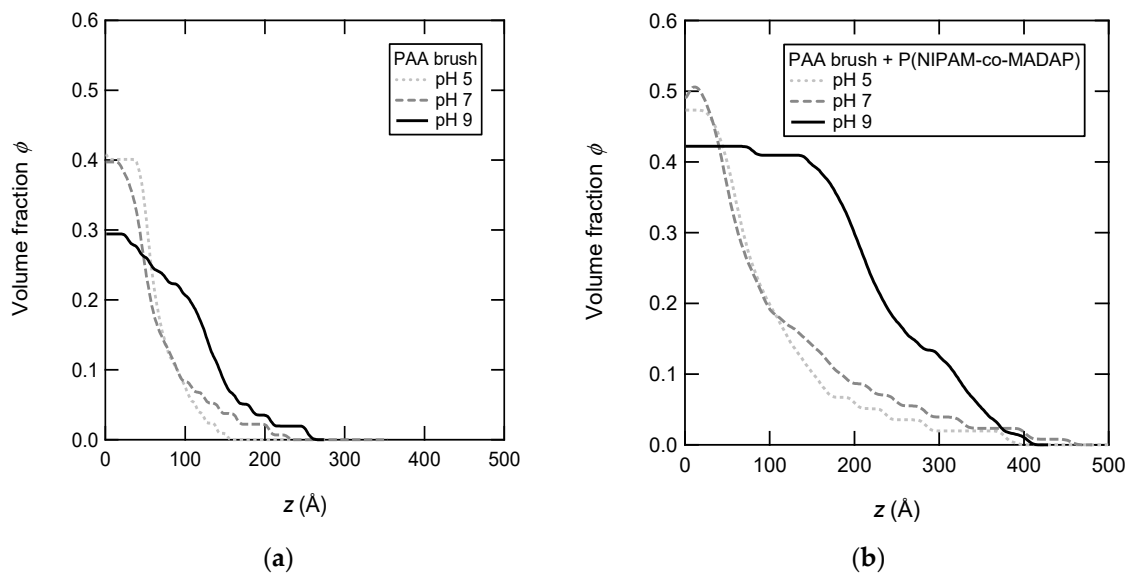 0.6
0.5
0.4
0.3
0.2
0.1
0.0
Volume fraction ϕ
PAA brush
pH 5
pH 7
pH 9
0 100 200 300 400 500
z (Å)
(a)
0.6
0.5
0.4
0.3
0.2
0.1
0.0
Volume fraction ϕ
PAA brush + P(NIPAM-co-MADAP)
pH 5
pH 7
pH 9
0 100 200 300 400 500
z (Å)
(b)